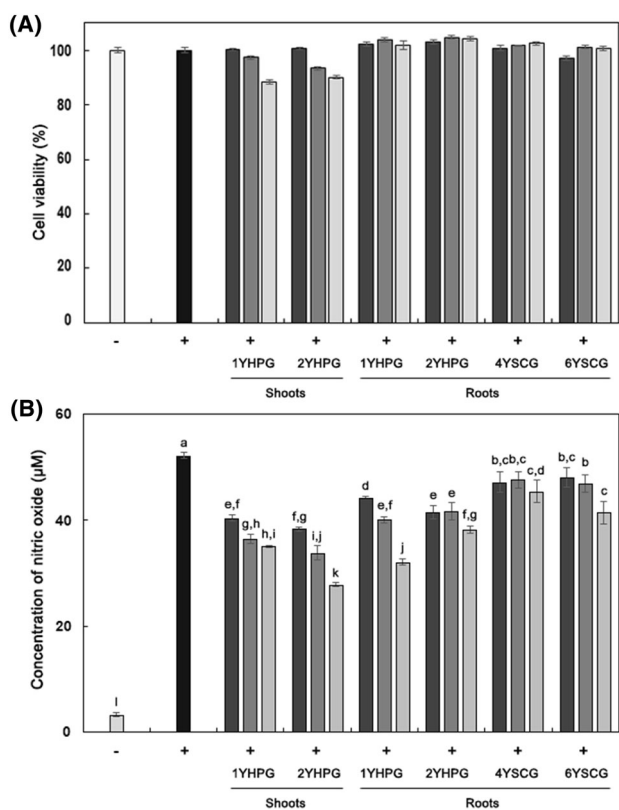 (A)
Cell viability (%)
120
100
80
60
40
20
0
- + + + + + + +
1YHPG 2YHPG 1YHPG 2YHPG 4YSCG 6YSCG
Shoots Roots
(B)
Concentration of nitric oxide (µM)
60
40
20
0
l
a
e,f g,h h,i
f,g i,j k
d e,f j
e e f,g
b,c b,c c,d
b,c b c
- + + + + + + +
1YHPG 2YHPG 1YHPG 2YHPG 4YSCG 6YSCG
Shoots Roots